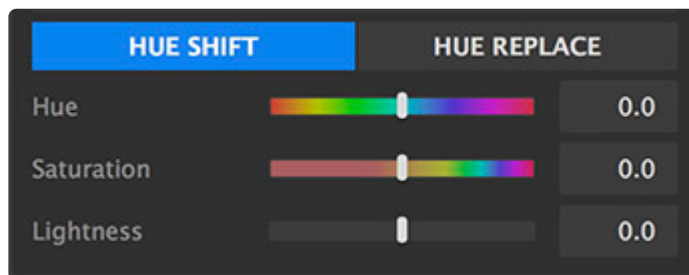 HUE SHIFT HUE REPLACE
Hue 0.0
Saturation 0.0
Lightness 0.0